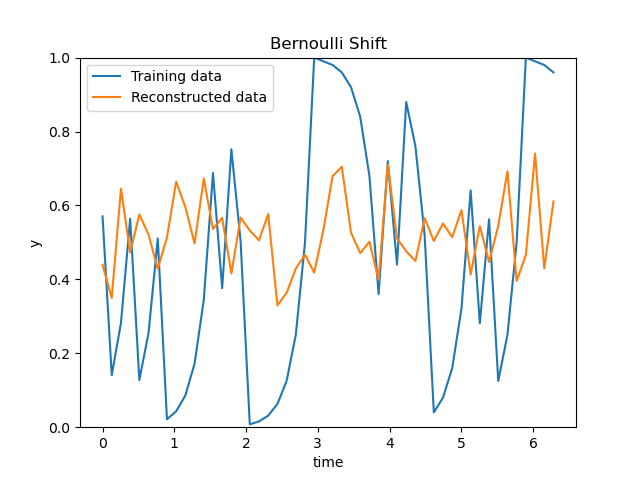 Bernoulli Shift
Training data
Reconstructed data
1.0
0.8
0.6
0.4
0.2
0.0
y
0 1 2 3 4 5 6
time